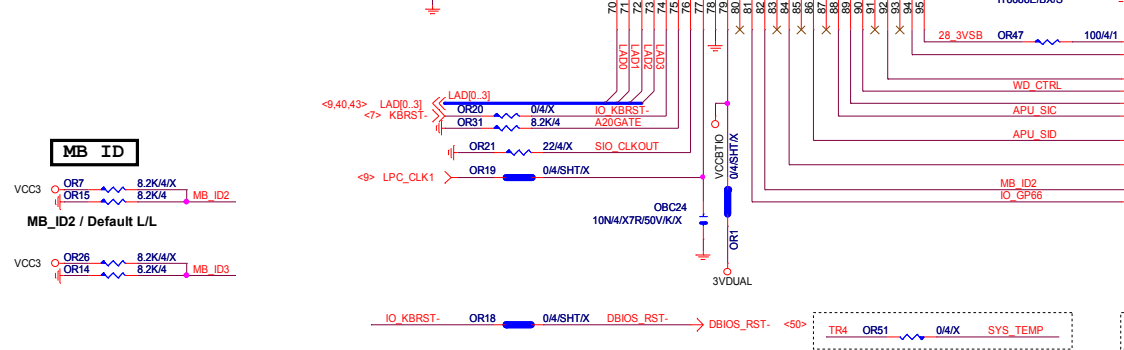 70 71 72 73 74 75 76 77 78 79 80 81 82 83 84 85 86 87 88 89 90 91 92 93 94 95
28_3VSB OR47 100/4/1
LAD0 LAD1 LAD2 LAD3
WD_CTRL
LAD[0..3]
<9,40,43> LAD[0..3]
OR20 0/4/X IO_KBRST-
<7> KBRST-
APU_SIC
OR31 8.2K/4 A20GATE
APU_SID
VCCBTIO
0/4/SHT/X
MB ID
OR21 22/4/X SIO_CLKOUT
<9> LPC_CLK1 OR19 0/4/SHT/X
VCC3 OR7 8.2K/4/X
OR15 8.2K/4 MB_ID2
MB_ID2
IO_GP66
OBC24
10N/4/X7R/50V/K/X
MB_ID2 / Default L/L
OR1
VCC3 OR26 8.2K/4/X
OR14 8.2K/4 MB_ID3
3VDUAL
IO_KBRST- OR18 0/4/SHT/X DBIOS_RST- DBIOS_RST- <50>
TR4 OR51 0/4/X SYS_TEMP